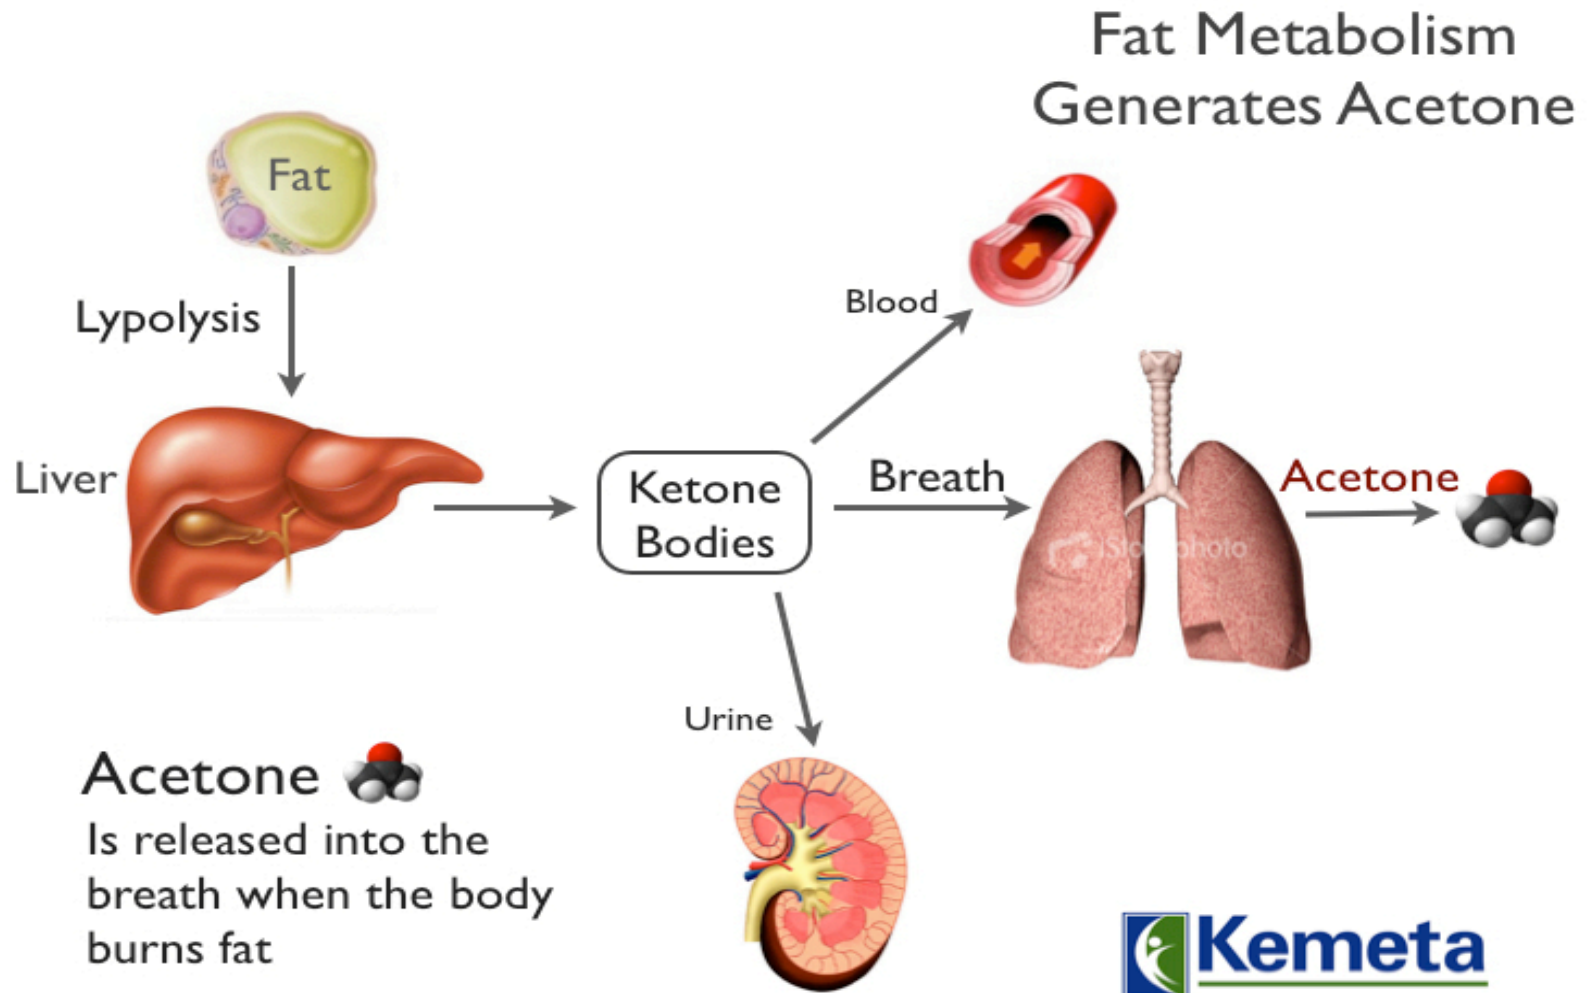 Fat Metabolism
Generates Acetone
Fat
Lypolysis
Blood
Liver
Ketone
Bodies
Breath
Acetone
iStockphoto
Urine
Acetone
Is released into the
breath when the body
burns fat
Kemeta